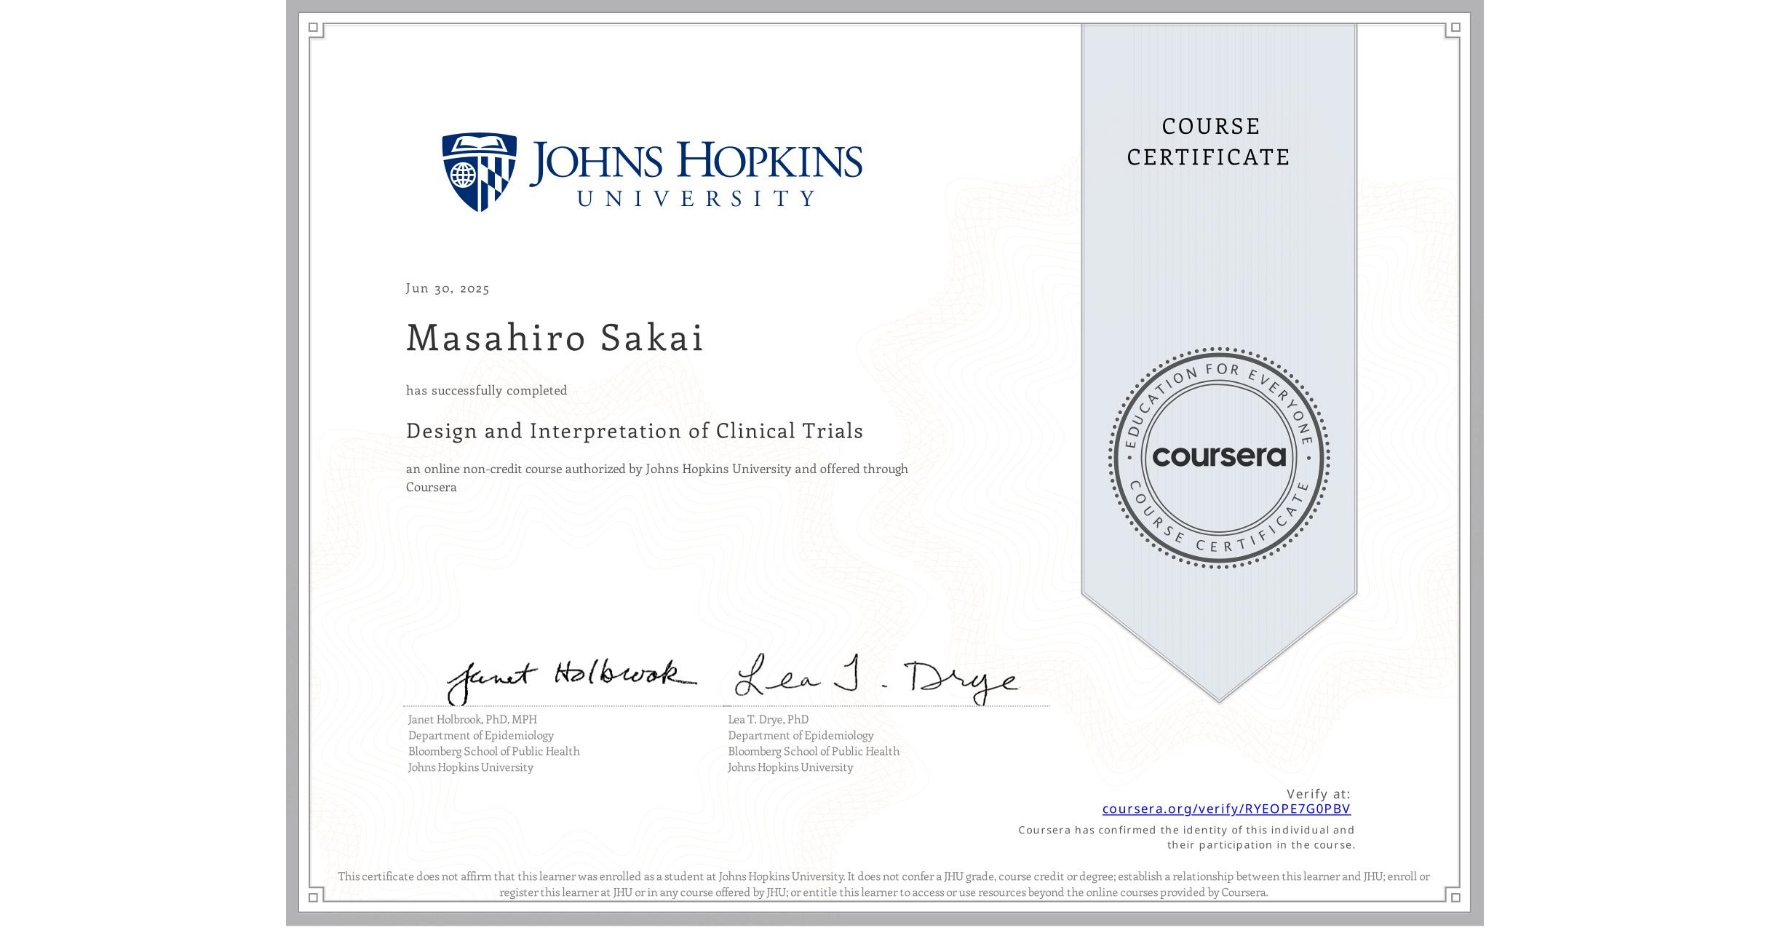 JOHNS HOPKINS
UNIVERSITY
COURSE
CERTIFICATE
Jun 30, 2025
Masahiro Sakai
has successfully completed
Design and Interpretation of Clinical Trials
an online non-credit course authorized by Johns Hopkins University and offered through
Coursera
EDUCATION FOR EVERYONE
coursera
COURSE CERTIFICATE
Janet Holbrook
Lea T. Drye
Janet Holbrook, PhD, MPH
Department of Epidemiology
Bloomberg School of Public Health
Johns Hopkins University
Lea T. Drye, PhD
Department of Epidemiology
Bloomberg School of Public Health
Johns Hopkins University
Verify at:
coursera.org/verify/RYEOPE7G0PBV
Coursera has confirmed the identity of this individual and
their participation in the course.
This certificate does not affirm that this learner was enrolled as a student at Johns Hopkins University. It does not confer a JHU grade, course credit or degree; establish a relationship between this learner and JHU; enroll or
register this learner at JHU or in any course offered by JHU; or entitle this learner to access or use resources beyond the online courses provided by Coursera.